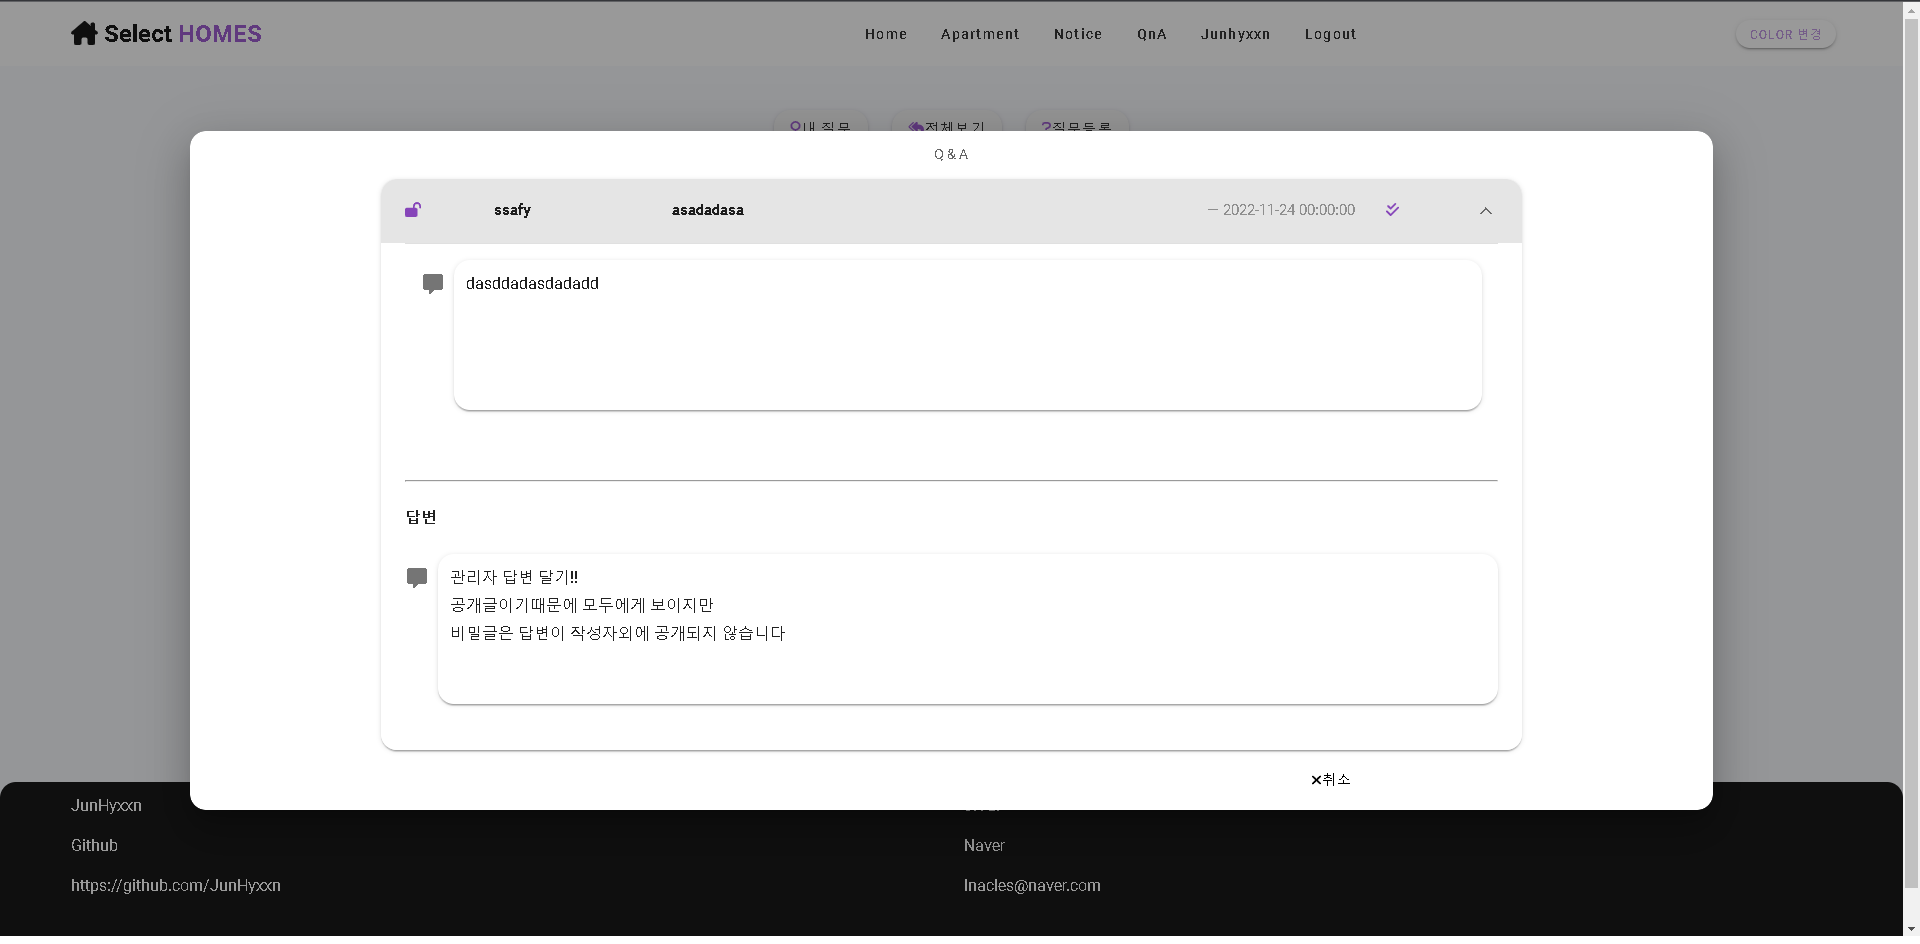 Select HOMES
Home Apartment Notice QnA Junhyxxn Logout
COLOR 변경
내 질문 전체보기 ?질문등록
Q & A
ssafy asadadasa — 2022-11-24 00:00:00
dasddadasdadadd
답변
관리자 답변 달기!!
공개글이기때문에 모두에게 보이지만
비밀글은 답변이 작성자외에 공개되지 않습니다
×취소
JunHyxxn
Github
Naver
https://github.com/JunHyxxn
lnacles@naver.com